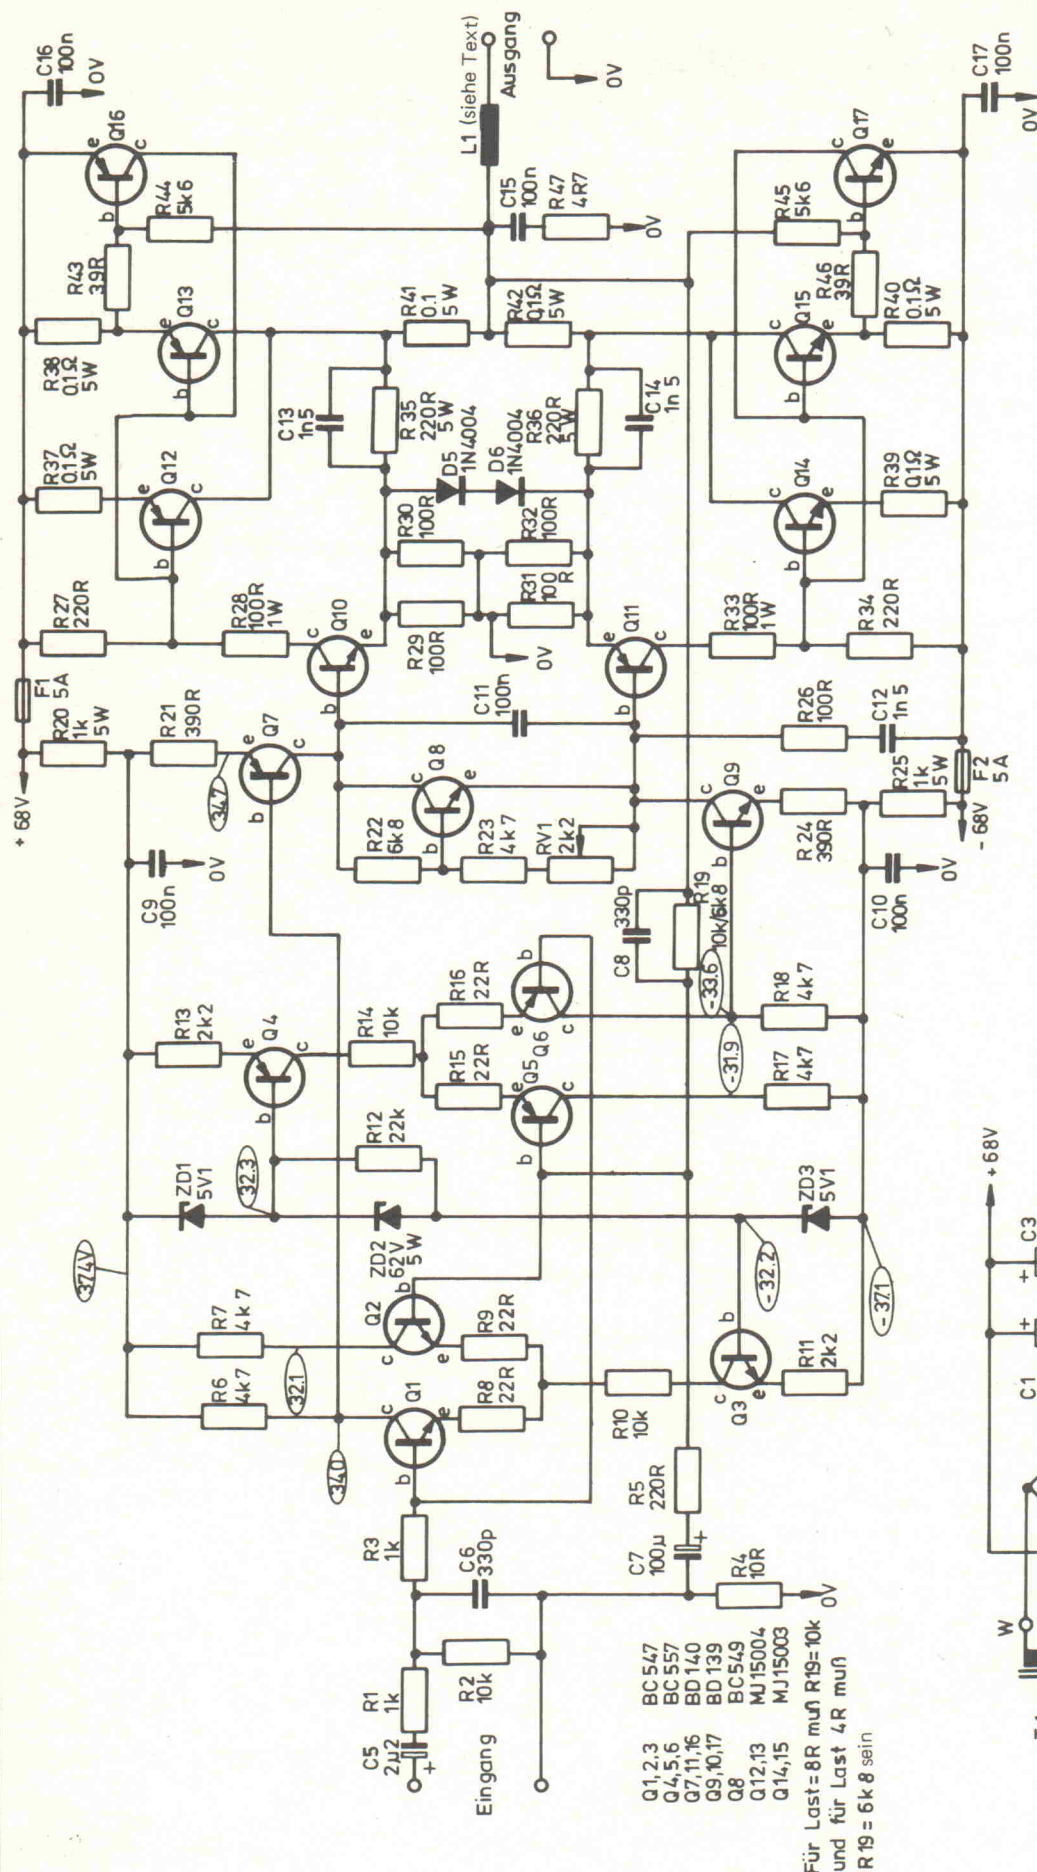 C16
100n
0V
Q16
e
c
b
R44
5k6
R43
39R
Q13
e
c
b
R38
0.1Ω
5W
R37
0.1Ω
5W
Q12
e
c
b
R27
220R
R28
100R
1W
F1
5A
+68V
R20
1k
5W
R21
390R
Q7
e
c
b
34.7
C9
100n
0V
Q10
c
e
b
L1 (siehe Text)
Ausgang
0V
C15
100n
R47
4R7
0V
R41
0.1
5W
R42
0,1Ω
5W
C13
1n5
R35
220R
5W
D5
1N4004
D6
1N4004
R36
220R
5W
C14
1n5
R30
100R
R32
100R
R29
100R
R31
100R
0V
C11
100n
Q11
e
c
b
Q8
c
e
b
R22
6k8
R23
4k7
RV1
2k2
C17
100n
0V
Q17
c
e
b
R45
5k6
R46
39R
Q15
c
e
b
R40
0.1Ω
5W
Q14
c
e
b
R39
0.1Ω
5W
R33
100R
1W
R34
220R
R26
100R
C12
1n5
F2
5A
-68V
R25
1k
5W
R24
390R
Q9
c
e
b
C10
100n
0V
C8
330p
R19
10k/6k8
-33.6
-31.9
R18
4k7
R17
4k7
R13
2k2
Q4
e
c
b
R14
10k
R16
22R
R15
22R
Q6
b
e
c
Q5
e
c
b
R12
22k
ZD1
5V1
32.3
ZD2
62V
5W
ZD3
5V1
-32.2
-37.1
37.4V
R7
4k7
R6
4k7
32.1
34.0
Q2
b
c
e
Q1
c
e
b
R9
22R
R8
22R
R10
10k
Q3
c
e
b
R11
2k2
R5
220R
C7
100µ
+
R4
10R
0V
R3
1k
C6
330p
R1
1k
R2
10k
C5
2µ2
+
Eingang
Q1,2,3 BC547
Q4,5,6 BC557
Q7,11,16 BD140
Q9,10,17 BD139
Q8 BC549
Q12,13 MJ15004
Q14,15 MJ15003
Für Last=8R muß R19=10k
und für Last 4R muß
R19=6k8 sein
+68V
C3
+
C1
+
W